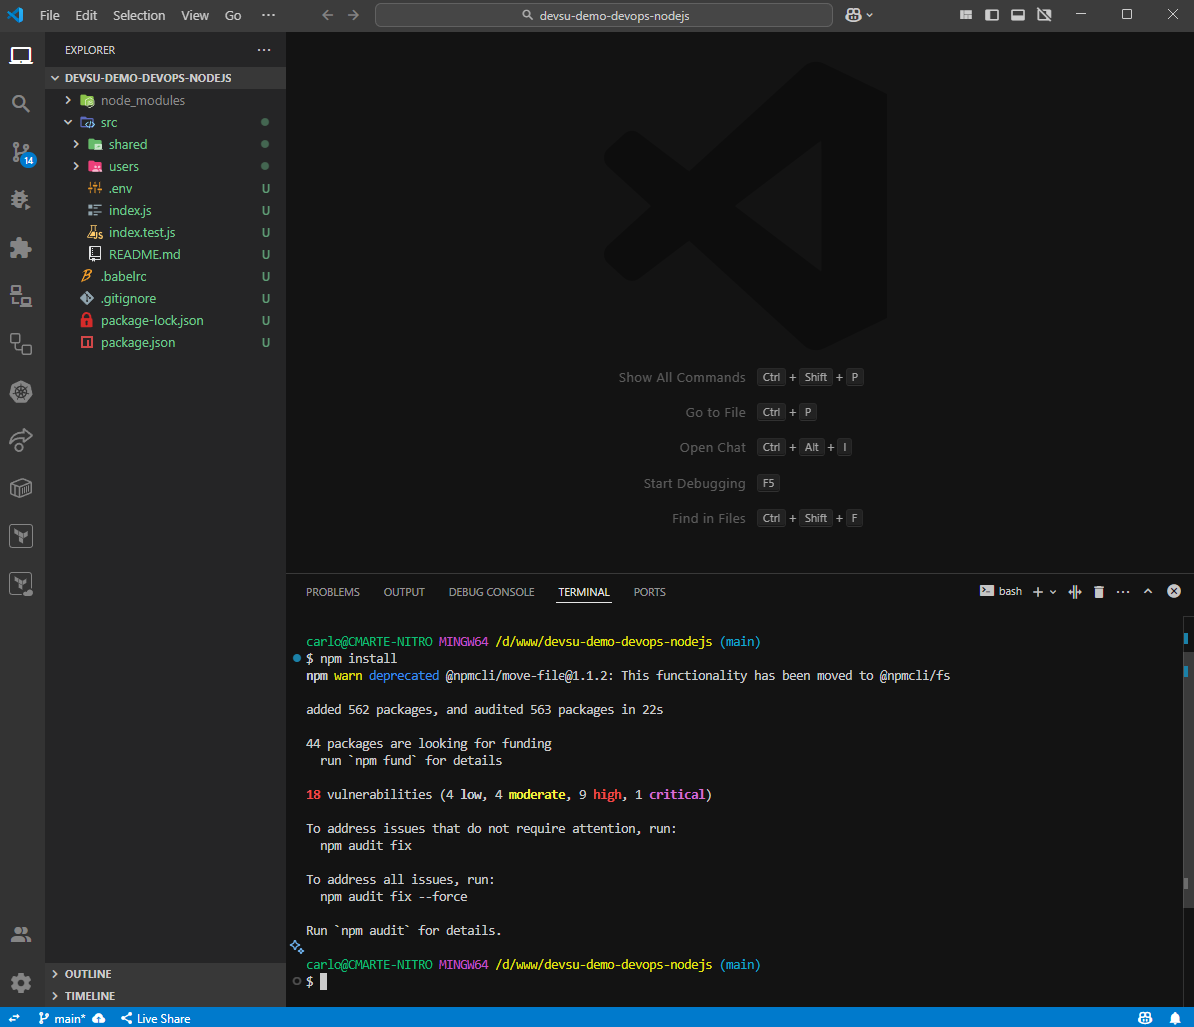 File Edit Selection View Go ···
devsu-demo-devops-nodejs
EXPLORER
DEVSU-DEMO-DEVOPS-NODEJS
node_modules
src
shared
users
.env U
index.js U
JS index.test.js U
README.md U
.babelrc U
.gitignore U
package-lock.json U
package.json U
14
OUTLINE
TIMELINE
Show All Commands Ctrl + Shift + P
Go to File Ctrl + P
Open Chat Ctrl + Alt + I
Start Debugging F5
Find in Files Ctrl + Shift + F
PROBLEMS OUTPUT DEBUG CONSOLE TERMINAL PORTS
bash
carlo@CMARTE-NITRO MINGW64 /d/www/devsu-demo-devops-nodejs (main)
$ npm install
npm warn deprecated @npmcli/move-file@1.1.2: This functionality has been moved to @npmcli/fs
added 562 packages, and audited 563 packages in 22s
44 packages are looking for funding
run `npm fund` for details
18 vulnerabilities (4 low, 4 moderate, 9 high, 1 critical)
To address issues that do not require attention, run:
npm audit fix
To address all issues, run:
npm audit fix --force
Run `npm audit` for details.
carlo@CMARTE-NITRO MINGW64 /d/www/devsu-demo-devops-nodejs (main)
$
main* Live Share